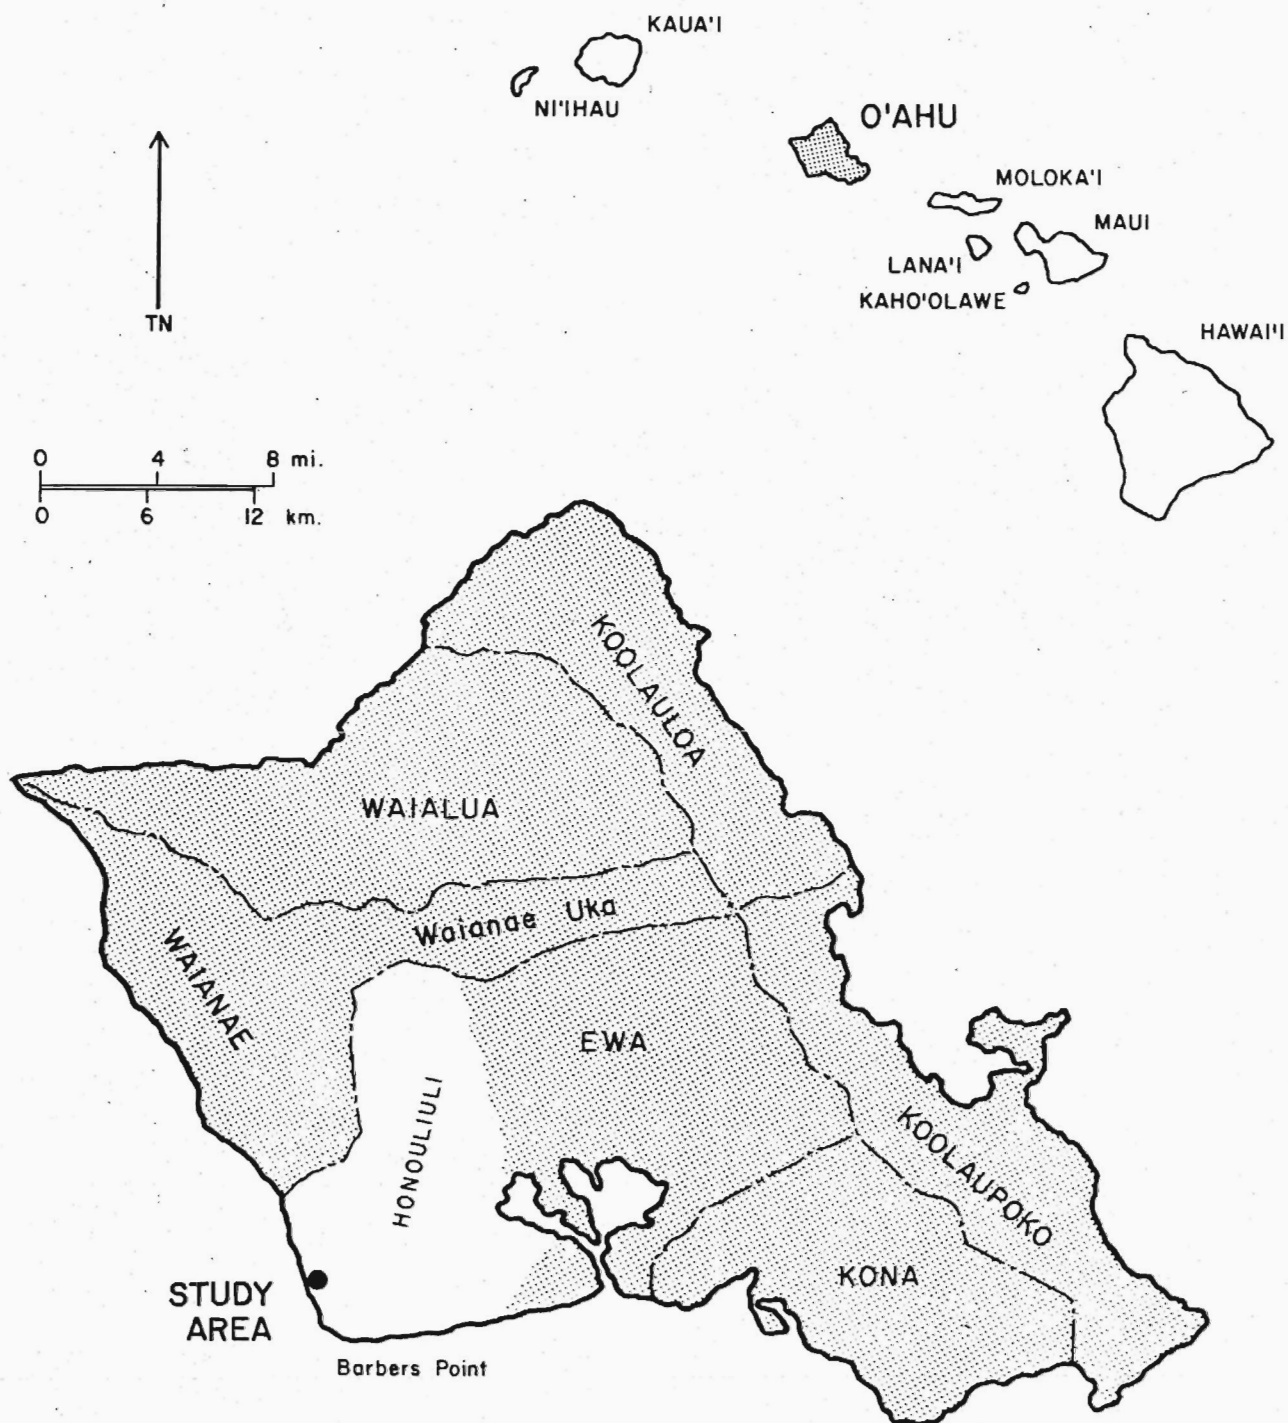 KAUA'I
NI'IHAU
O'AHU
MOLOKA'I
MAUI
LANA'I
KAHO'OLAWE
HAWAI'I
TN
0 4 8 mi.
0 6 12 km.
KOOLAULOA
WAIALUA
Waianae Uka
WAIANAE
EWA
HONOULIULI
KOOLAUPOKO
KONA
STUDY
AREA
Barbers Point